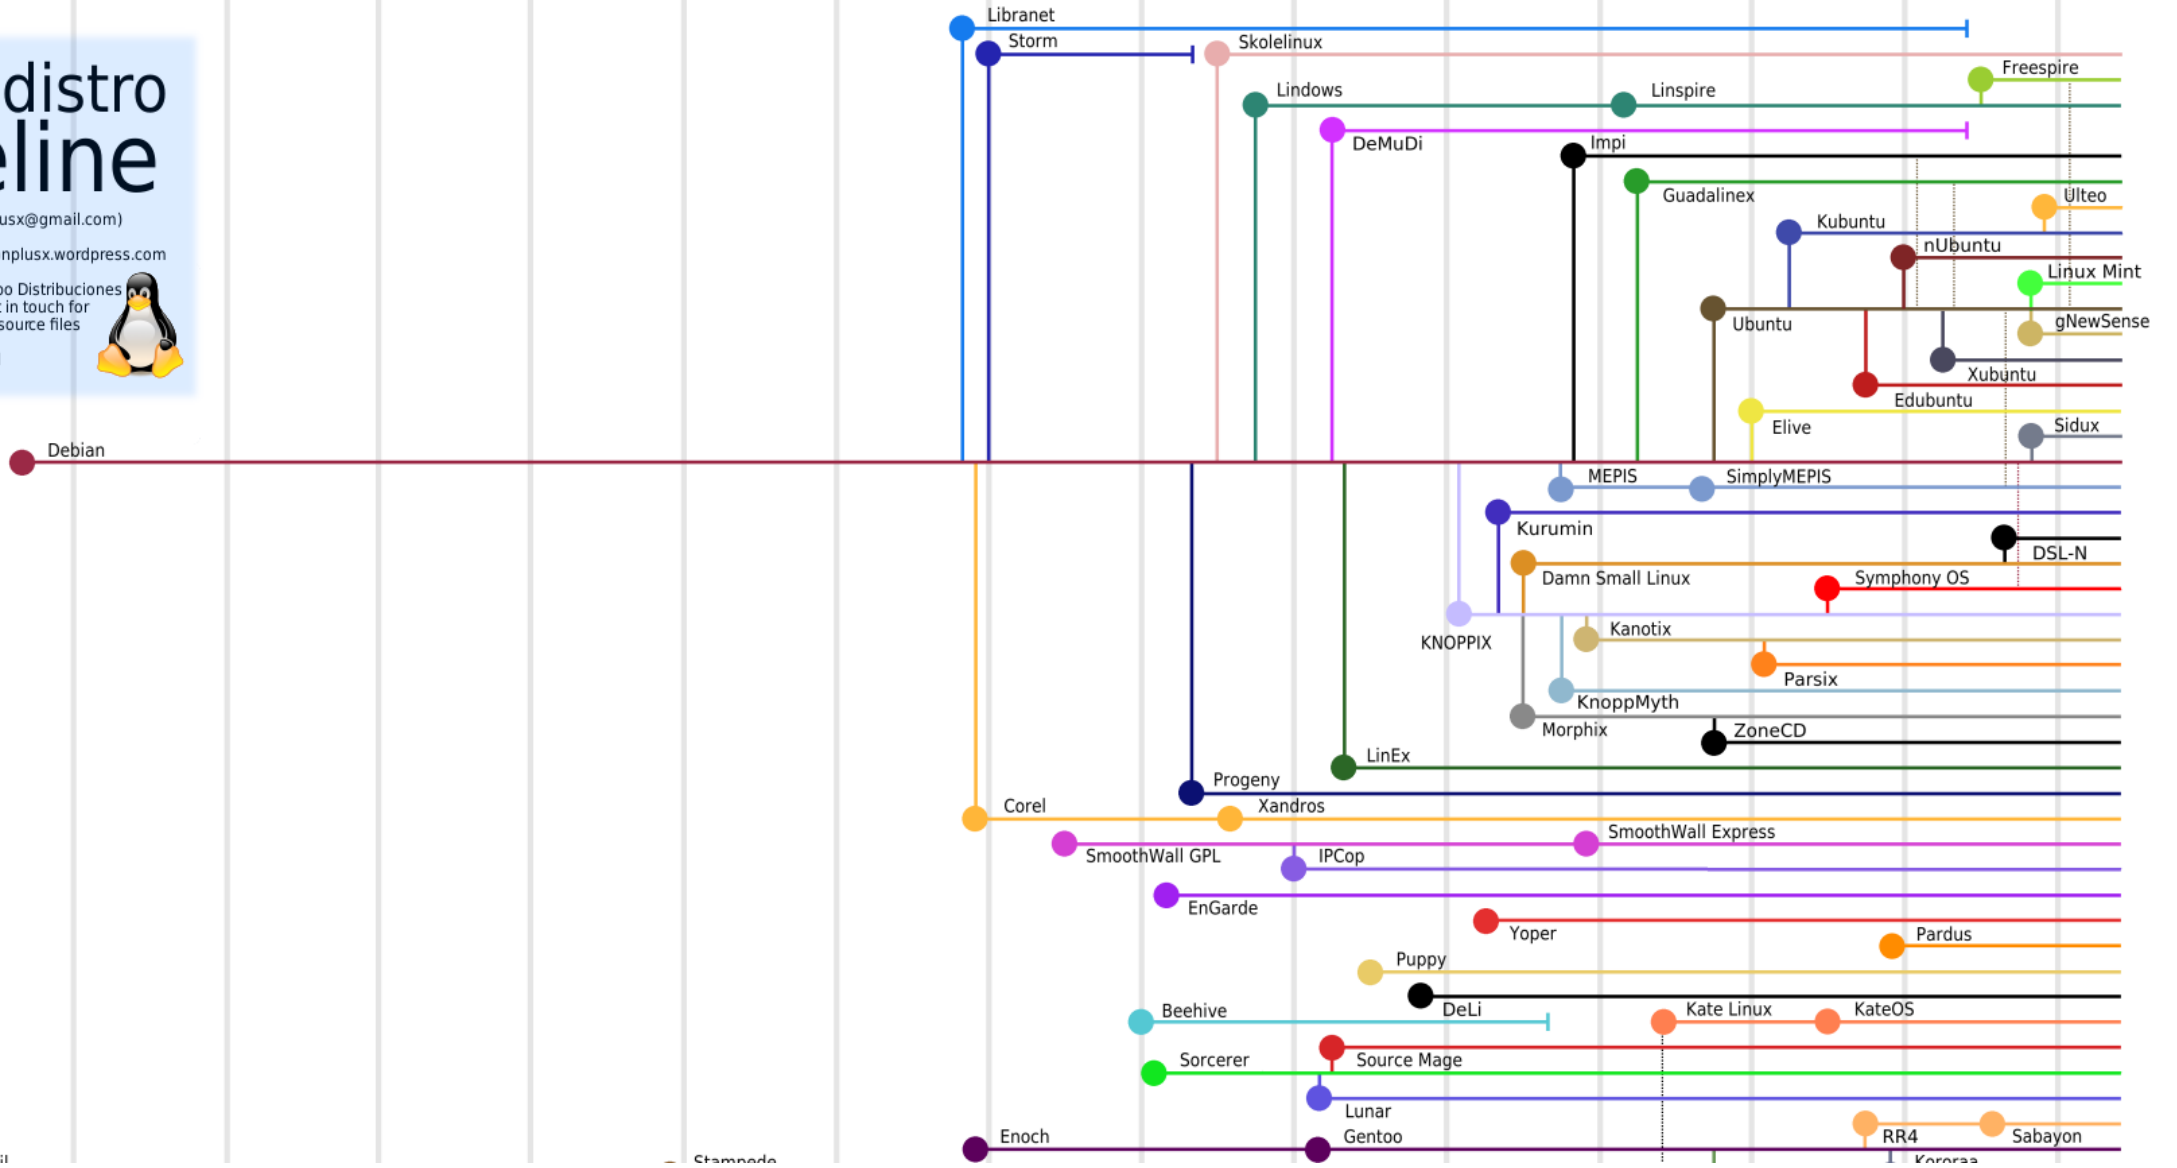 Libranet
Storm
Skolelinux
Freespire
distro
Lindows
Linspire
DeMuDi
Impi
eline
Guadalinex
Ulteo
usx@gmail.com)
Kubuntu
nUbuntu
nplusx.wordpress.com
Linux Mint
oo Distribuciones
t in touch for
source files
Ubuntu
gNewSense
Xubuntu
Edubuntu
Elive
Sidux
Debian
MEPIS
SimplyMEPIS
Kurumin
DSL-N
Damn Small Linux
Symphony OS
Kanotix
KNOPPIX
Parsix
KnoppMyth
Morphix
ZoneCD
LinEx
Progeny
Corel
Xandros
SmoothWall Express
SmoothWall GPL
IPCop
EnGarde
Yoper
Pardus
Puppy
DeLi
Beehive
Kate Linux
KateOS
Sorcerer
Source Mage
Lunar
Enoch
Gentoo
RR4
Sabayon
Stampede
Kororaa